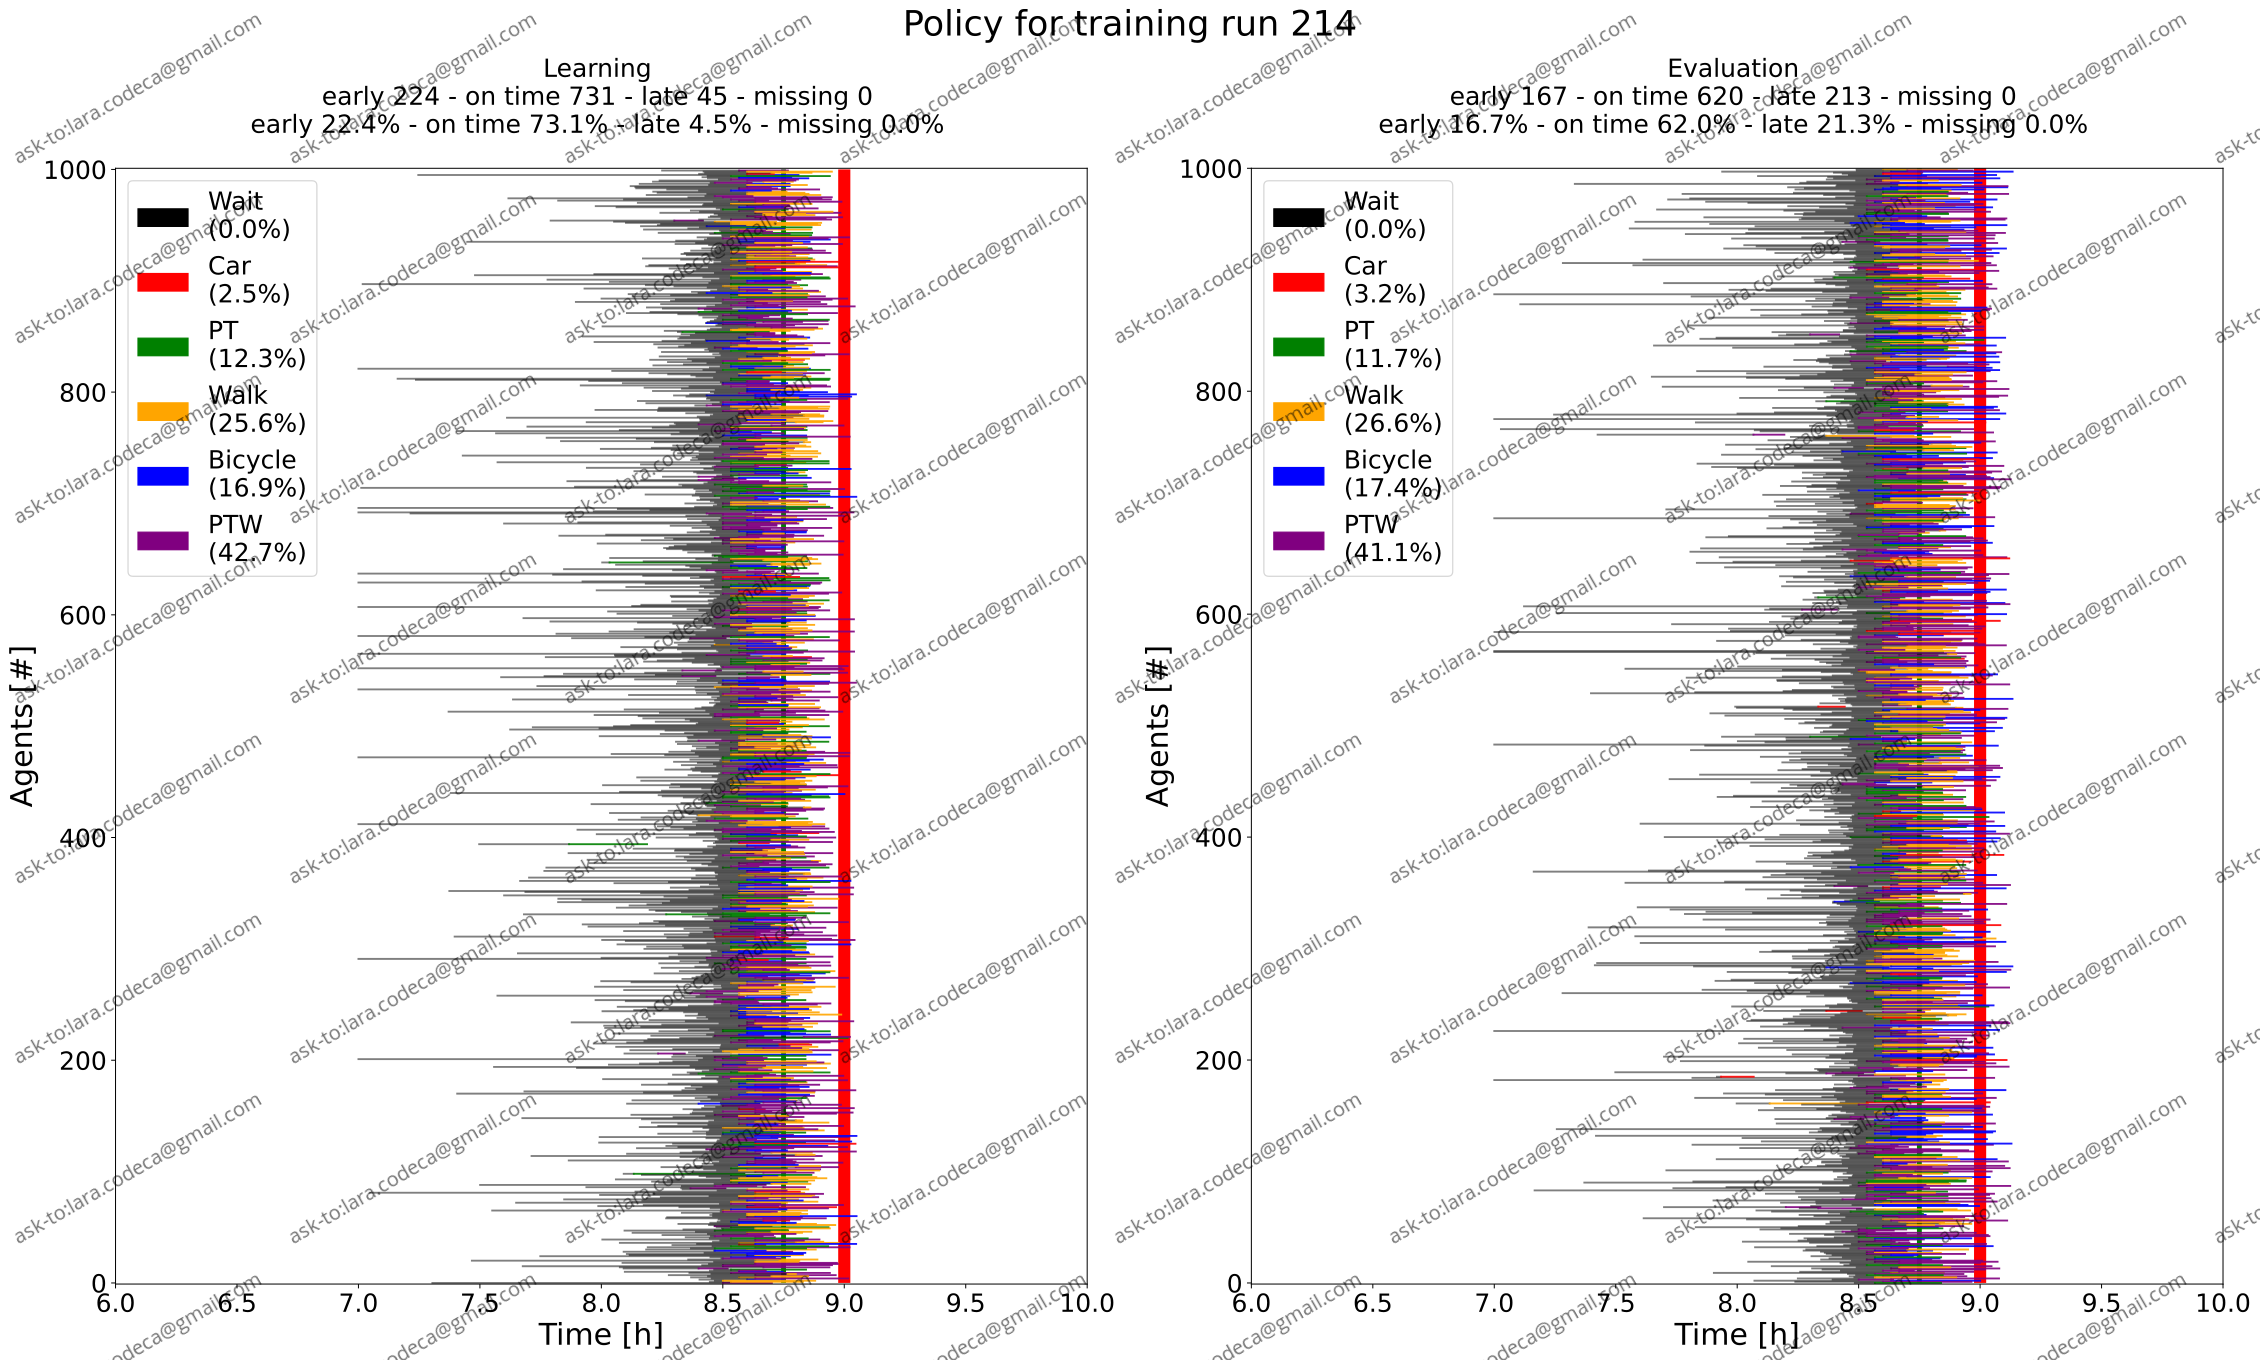 Policy for training run 214
Learning
early 224 - on time 731 - late 45 - missing 0
early 22.4% - on time 73.1% - late 4.5% - missing 0.0%
Agents [#]
1000
800
600
400
200
0
Wait
(0.0%)
Car
(2.5%)
PT
(12.3%)
Walk
(25.6%)
Bicycle
(16.9%)
PTW
(42.7%)
6.0 6.5 7.0 7.5 8.0 8.5 9.0 9.5 10.0
Time [h]
Evaluation
early 167 - on time 620 - late 213 - missing 0
early 16.7% - on time 62.0% - late 21.3% - missing 0.0%
Agents [#]
1000
800
600
400
200
0
Wait
(0.0%)
Car
(3.2%)
PT
(11.7%)
Walk
(26.6%)
Bicycle
(17.4%)
PTW
(41.1%)
6.0 6.5 7.0 7.5 8.0 8.5 9.0 9.5 10.0
Time [h]
ask-to:lara.codeca@gmail.com